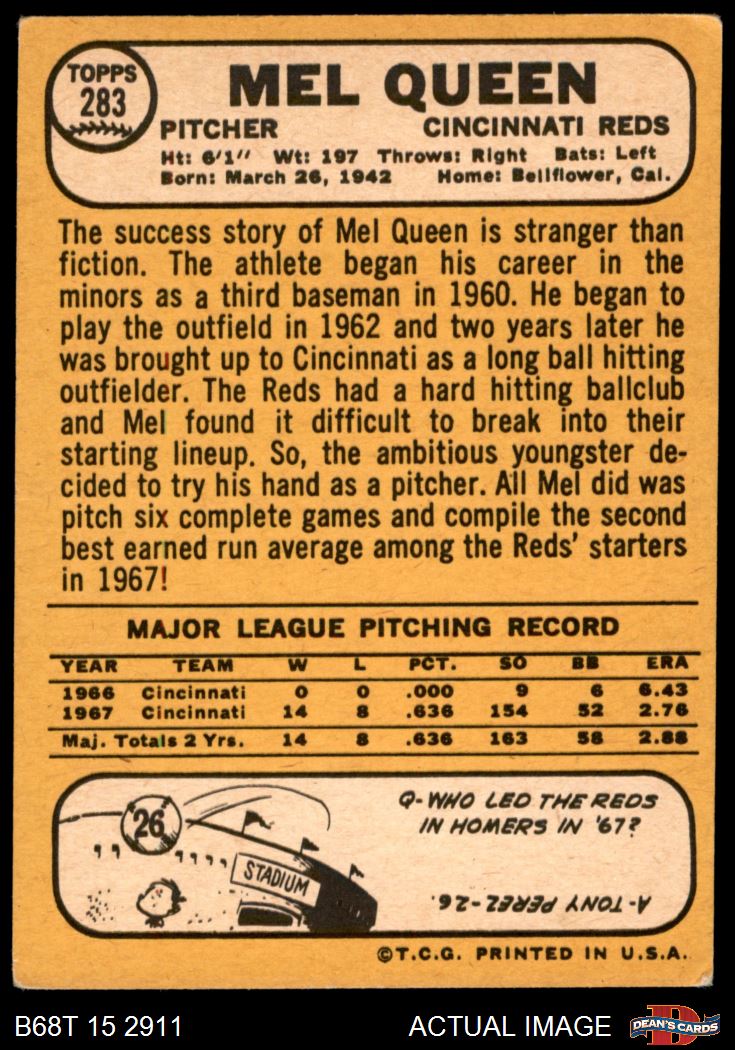 TOPPS
283
MEL QUEEN
PITCHER CINCINNATI REDS
Ht: 6'1" Wt: 197 Throws: Right Bats: Left
Born: March 26, 1942 Home: Bellflower, Cal.
The success story of Mel Queen is stranger than
fiction. The athlete began his career in the
minors as a third baseman in 1960. He began to
play the outfield in 1962 and two years later he
was brought up to Cincinnati as a long ball hitting
outfielder. The Reds had a hard hitting ballclub
and Mel found it difficult to break into their
starting lineup. So, the ambitious youngster de-
cided to try his hand as a pitcher. All Mel did was
pitch six complete games and compile the second
best earned run average among the Reds' starters
in 1967!
MAJOR LEAGUE PITCHING RECORD
YEAR TEAM W L PCT. SO BB ERA
1966 Cincinnati 0 0 .000 9 6 6.43
1967 Cincinnati 14 8 .636 154 52 2.76
Maj. Totals 2 Yrs. 14 8 .636 163 58 2.88
26
STADIUM
Q-WHO LED THE REDS
IN HOMERS IN '67?
A-TONY PEREZ-26.
©T.C.G. PRINTED IN U.S.A.
B68T 15 2911 ACTUAL IMAGE
D
DEAN'S CARDS